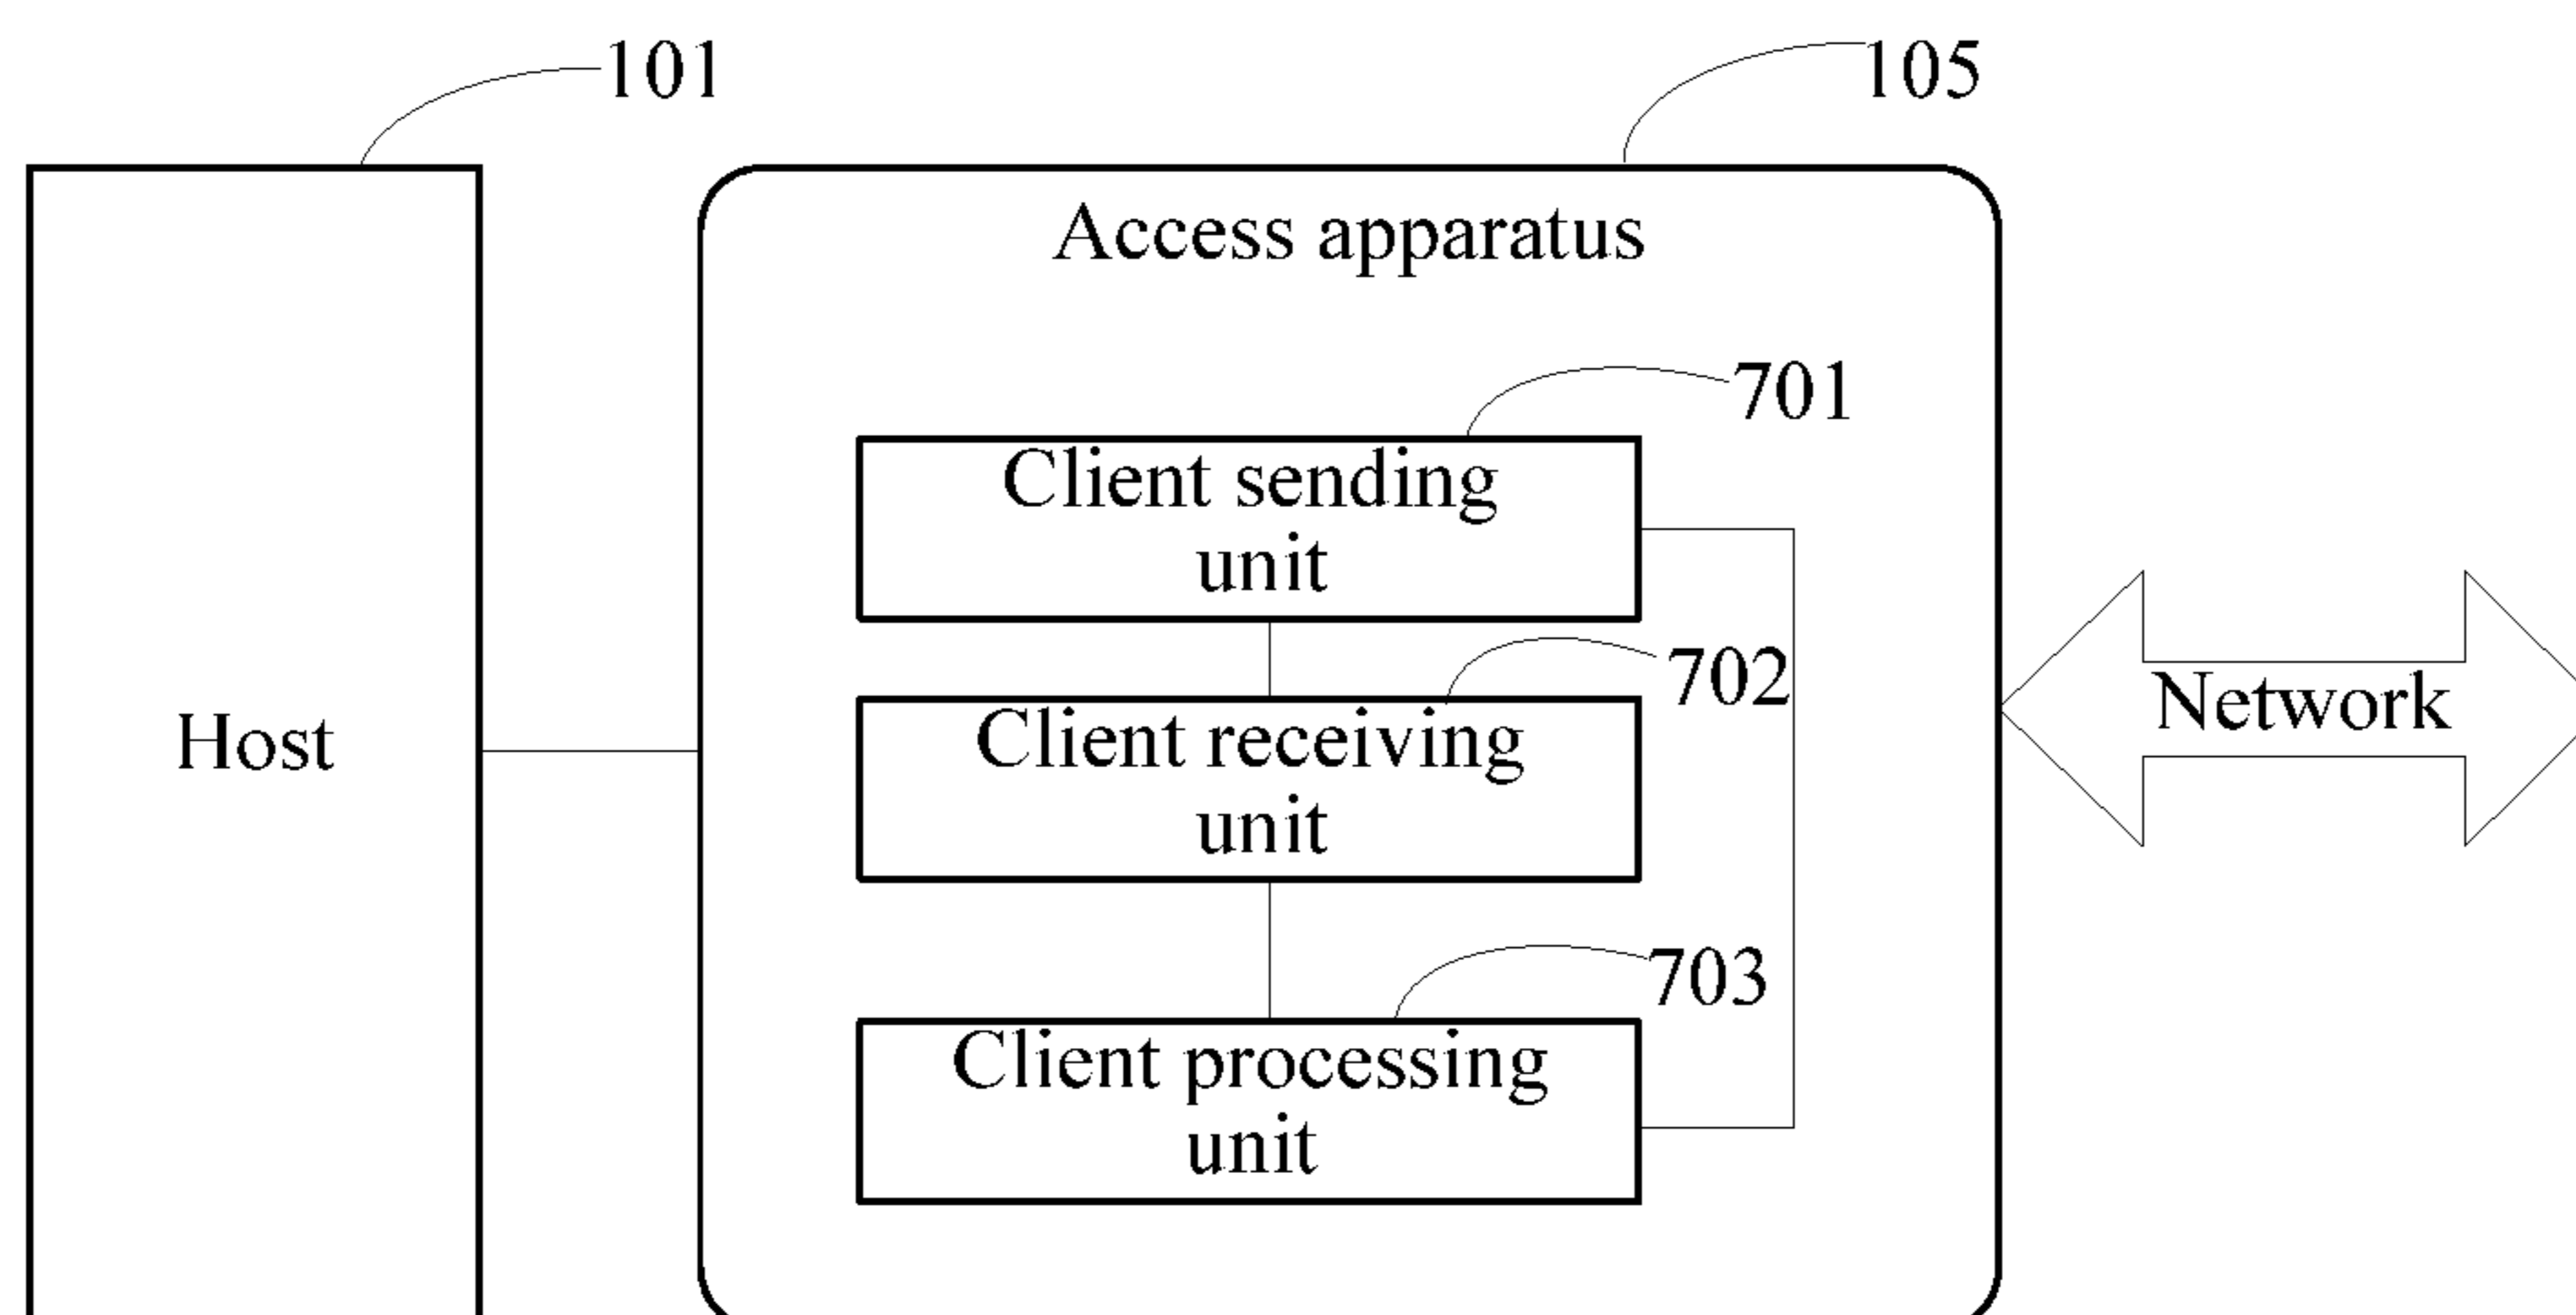 101
105
Access apparatus
701
Client sending
unit
702
Client receiving
unit
Host
Network
703
Client processing
unit